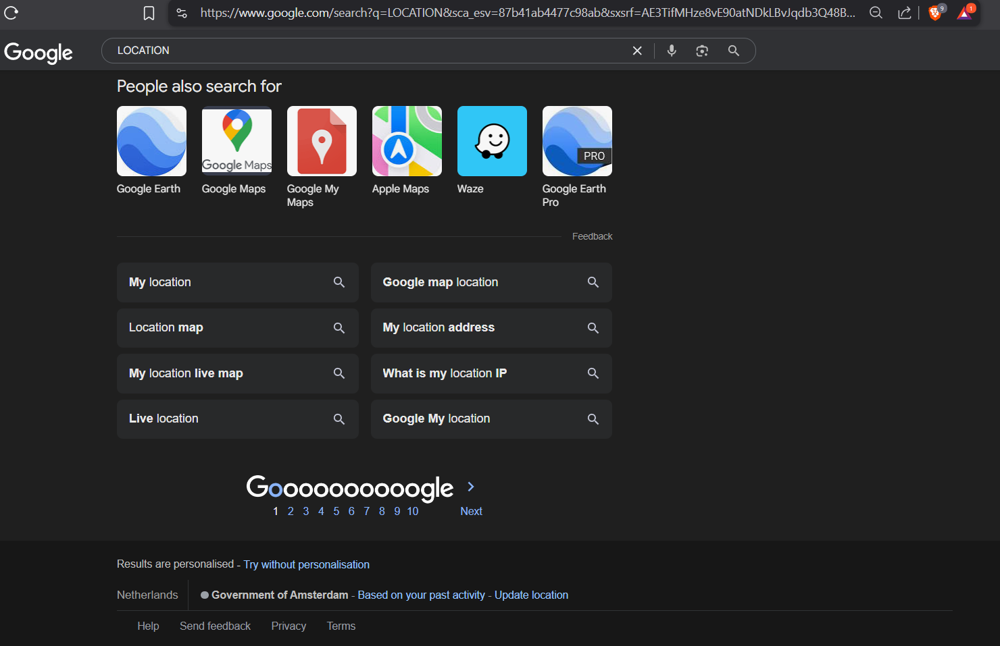 https://www.google.com/search?q=LOCATION&sca_esv=87b41ab4477c98ab&sxsrf=AE3TifMHze8vE90atNDkLBvJqdb3Q48B...
9
1
Google
LOCATION
People also search for
Google Maps
PRO
Google Earth
Google Maps
Google My
Maps
Apple Maps
Waze
Google Earth
Pro
Feedback
My location
Google map location
Location map
My location address
My location live map
What is my location IP
Live location
Google My location
Goooooooooogle
1 2 3 4 5 6 7 8 9 10 Next
Results are personalised - Try without personalisation
Netherlands
Government of Amsterdam - Based on your past activity - Update location
Help Send feedback Privacy Terms